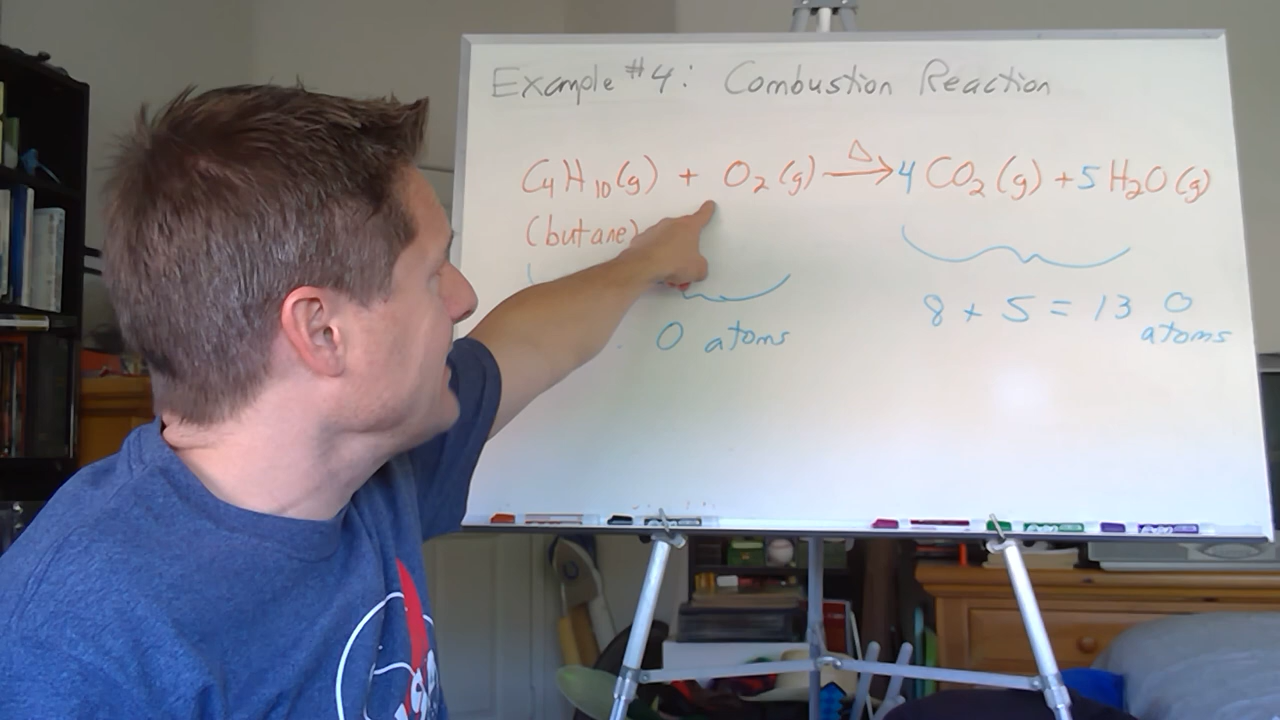 Example #4: Combustion Reaction
C₄H₁₀(g) + O₂(g) —Δ→ 4CO₂(g) + 5H₂O(g)
(butane)
8 + 5 = 13 O
O atoms
atoms